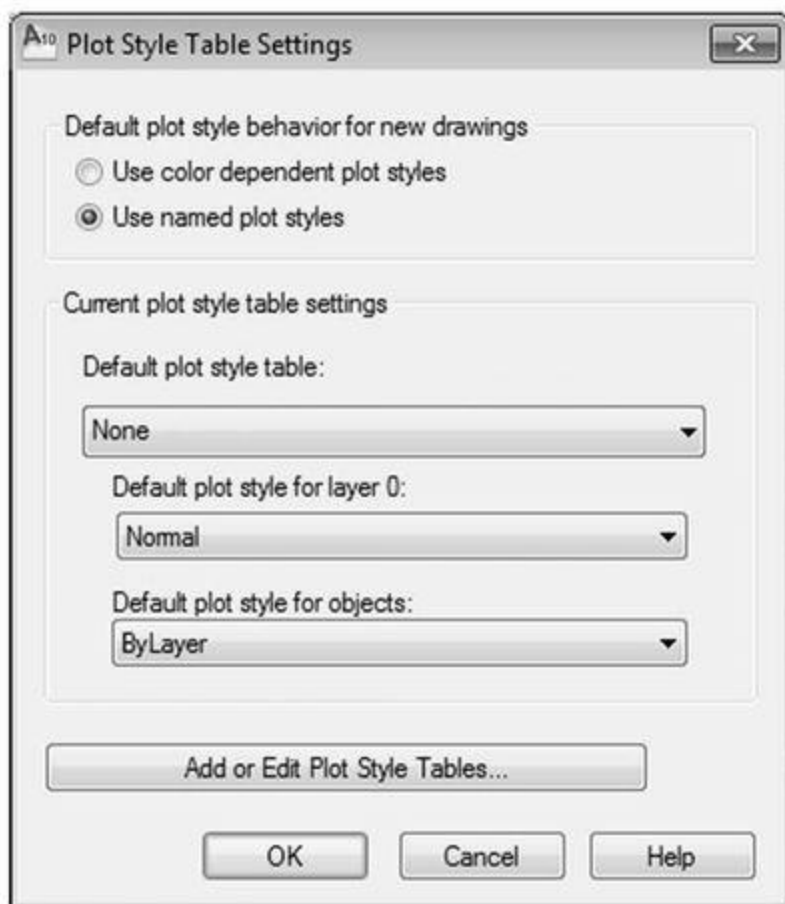 A10 Plot Style Table Settings
Default plot style behavior for new drawings
Use color dependent plot styles
Use named plot styles
Current plot style table settings
Default plot style table:
None
Default plot style for layer 0:
Normal
Default plot style for objects:
ByLayer
Add or Edit Plot Style Tables...
OK Cancel Help